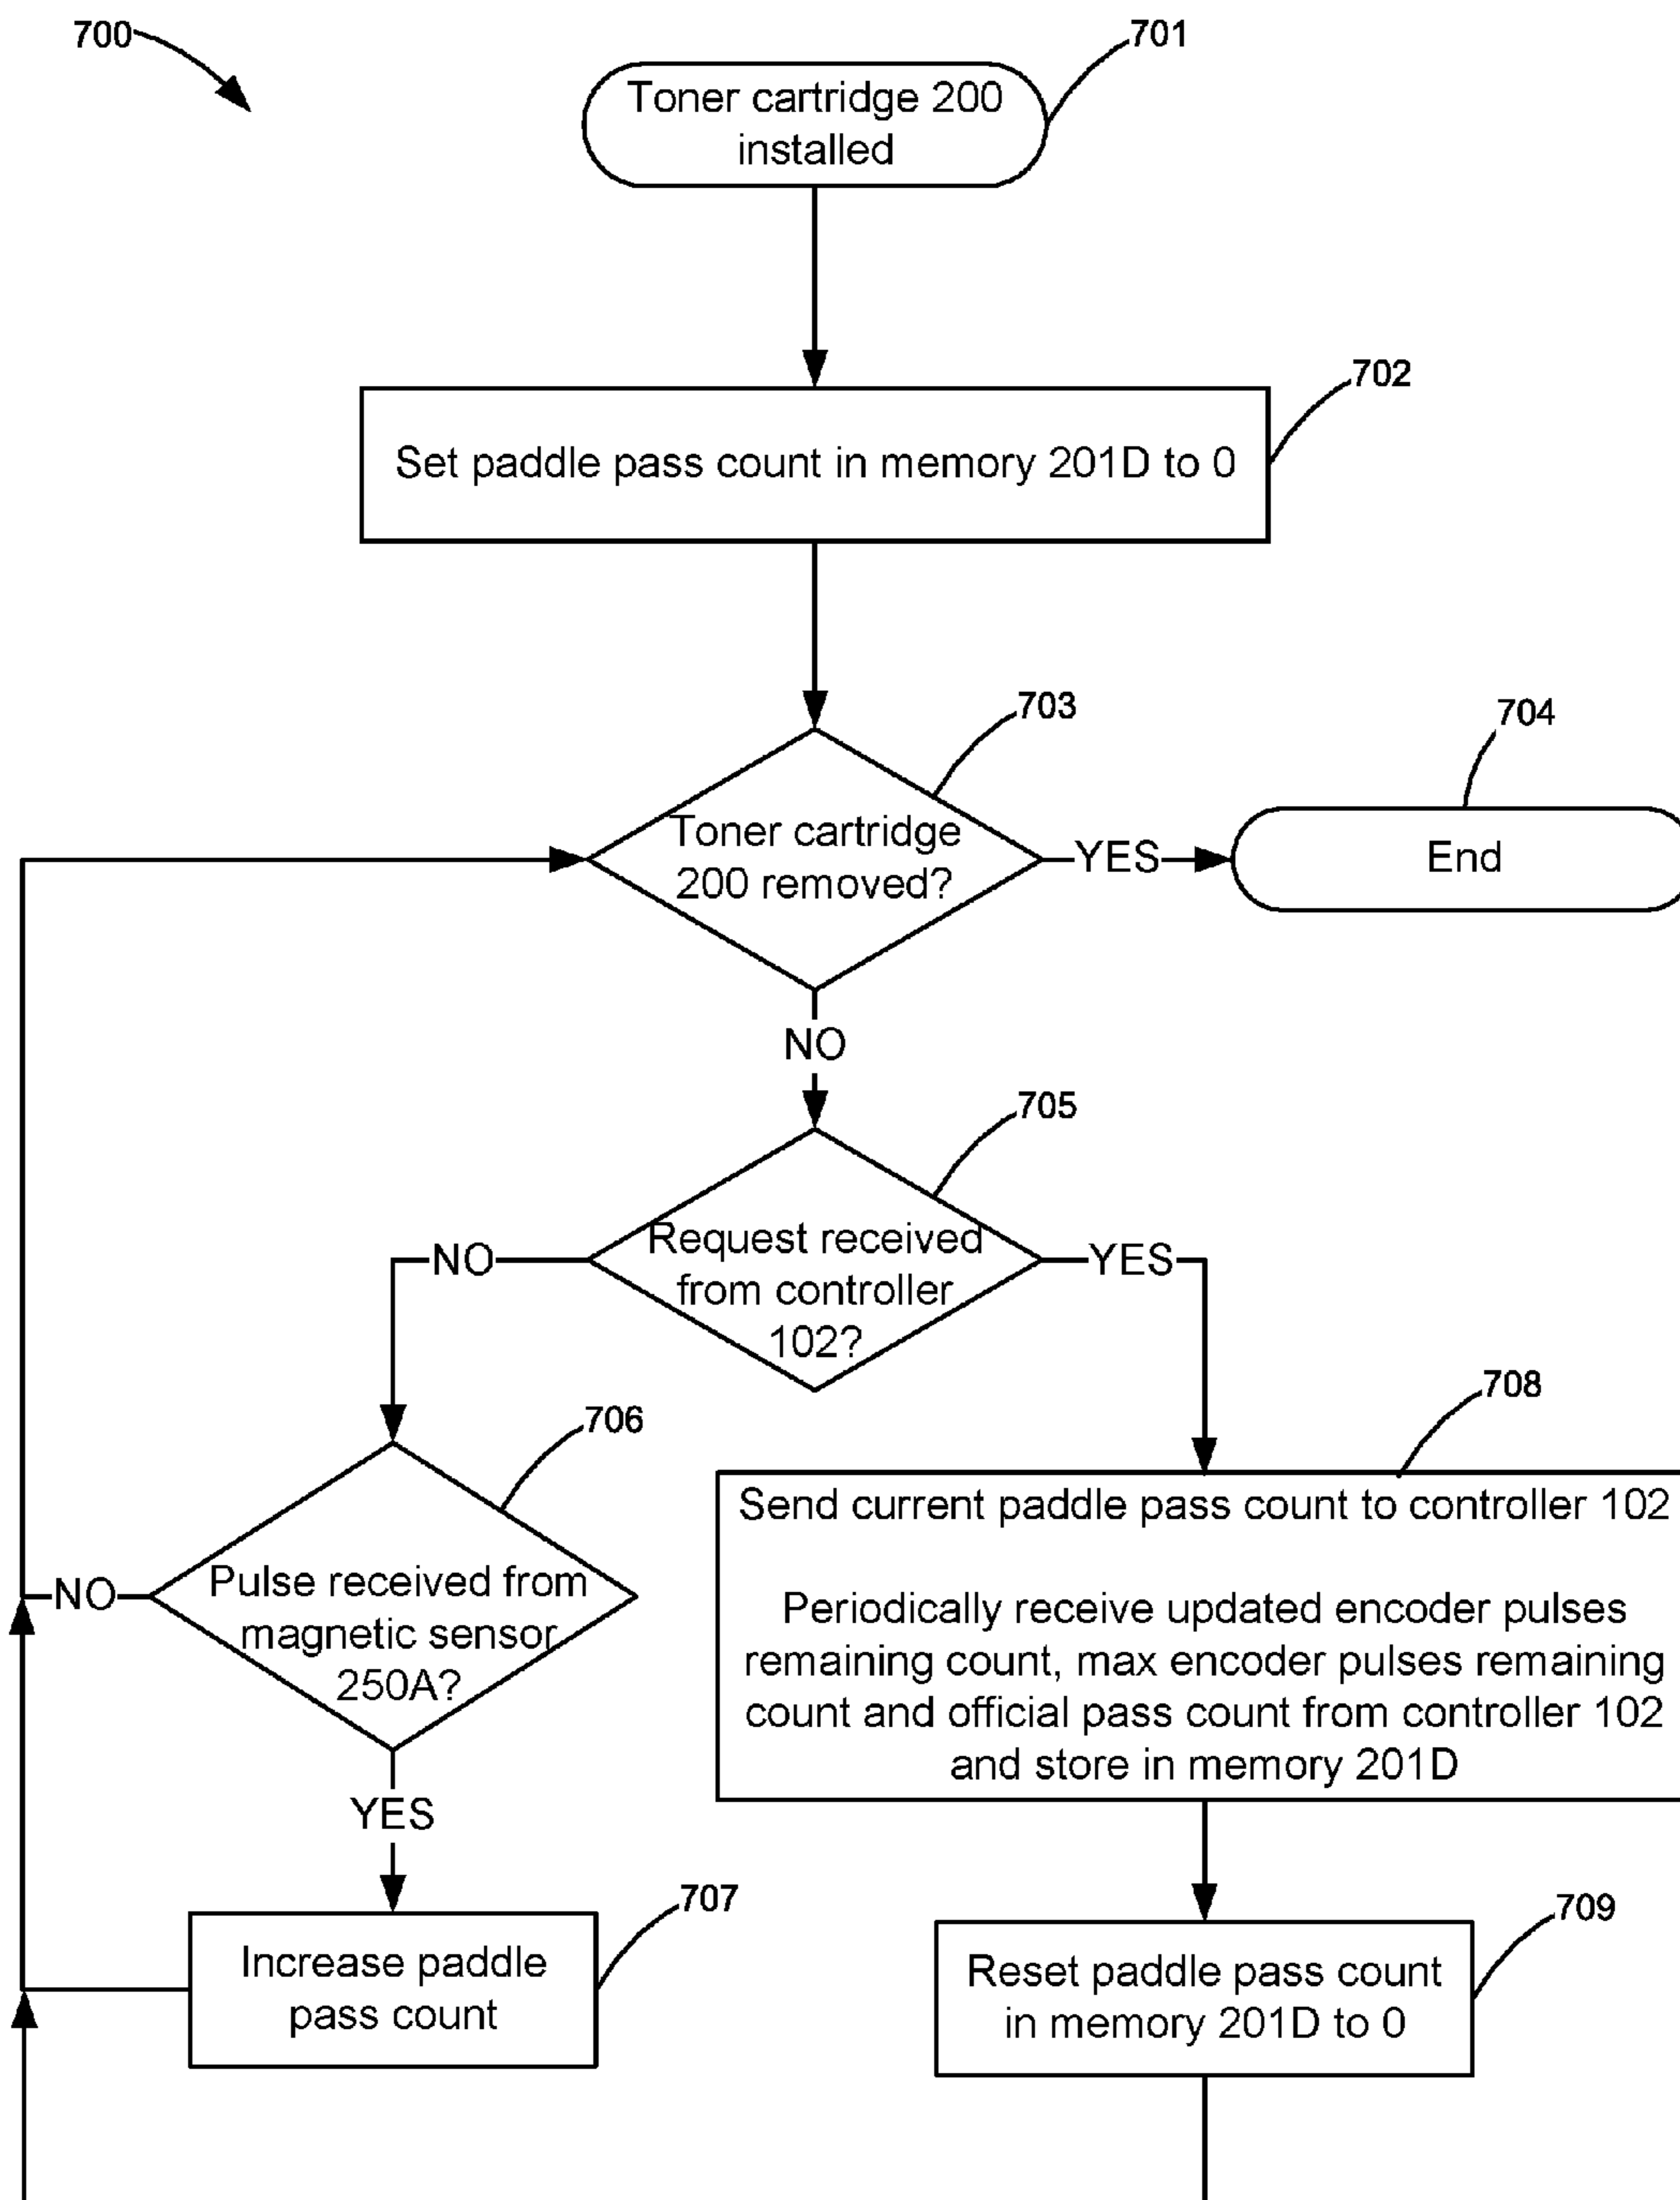 700
701
Toner cartridge 200
installed
702
Set paddle pass count in memory 201D to 0
703
704
Toner cartridge
200 removed?
YES
End
NO
705
Request received
from controller
102?
NO
YES
706
708
Pulse received from
magnetic sensor
250A?
NO
Send current paddle pass count to controller 102
Periodically receive updated encoder pulses
remaining count, max encoder pulses remaining
count and official pass count from controller 102
and store in memory 201D
YES
707
709
Increase paddle
pass count
Reset paddle pass count
in memory 201D to 0